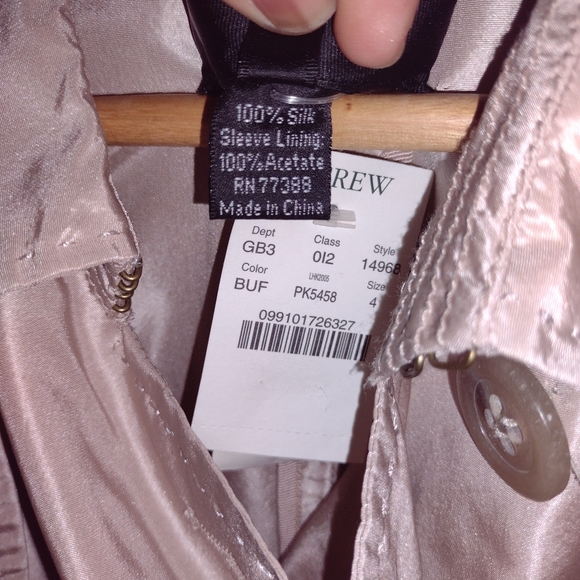 100% Silk
Sleeve Lining:
100% Acetate
RN 77388
Made in China
REW
Dept Class Style
GB3 0I2 14968
Color LHK2005 Size
BUF PK5458 4
099101726327